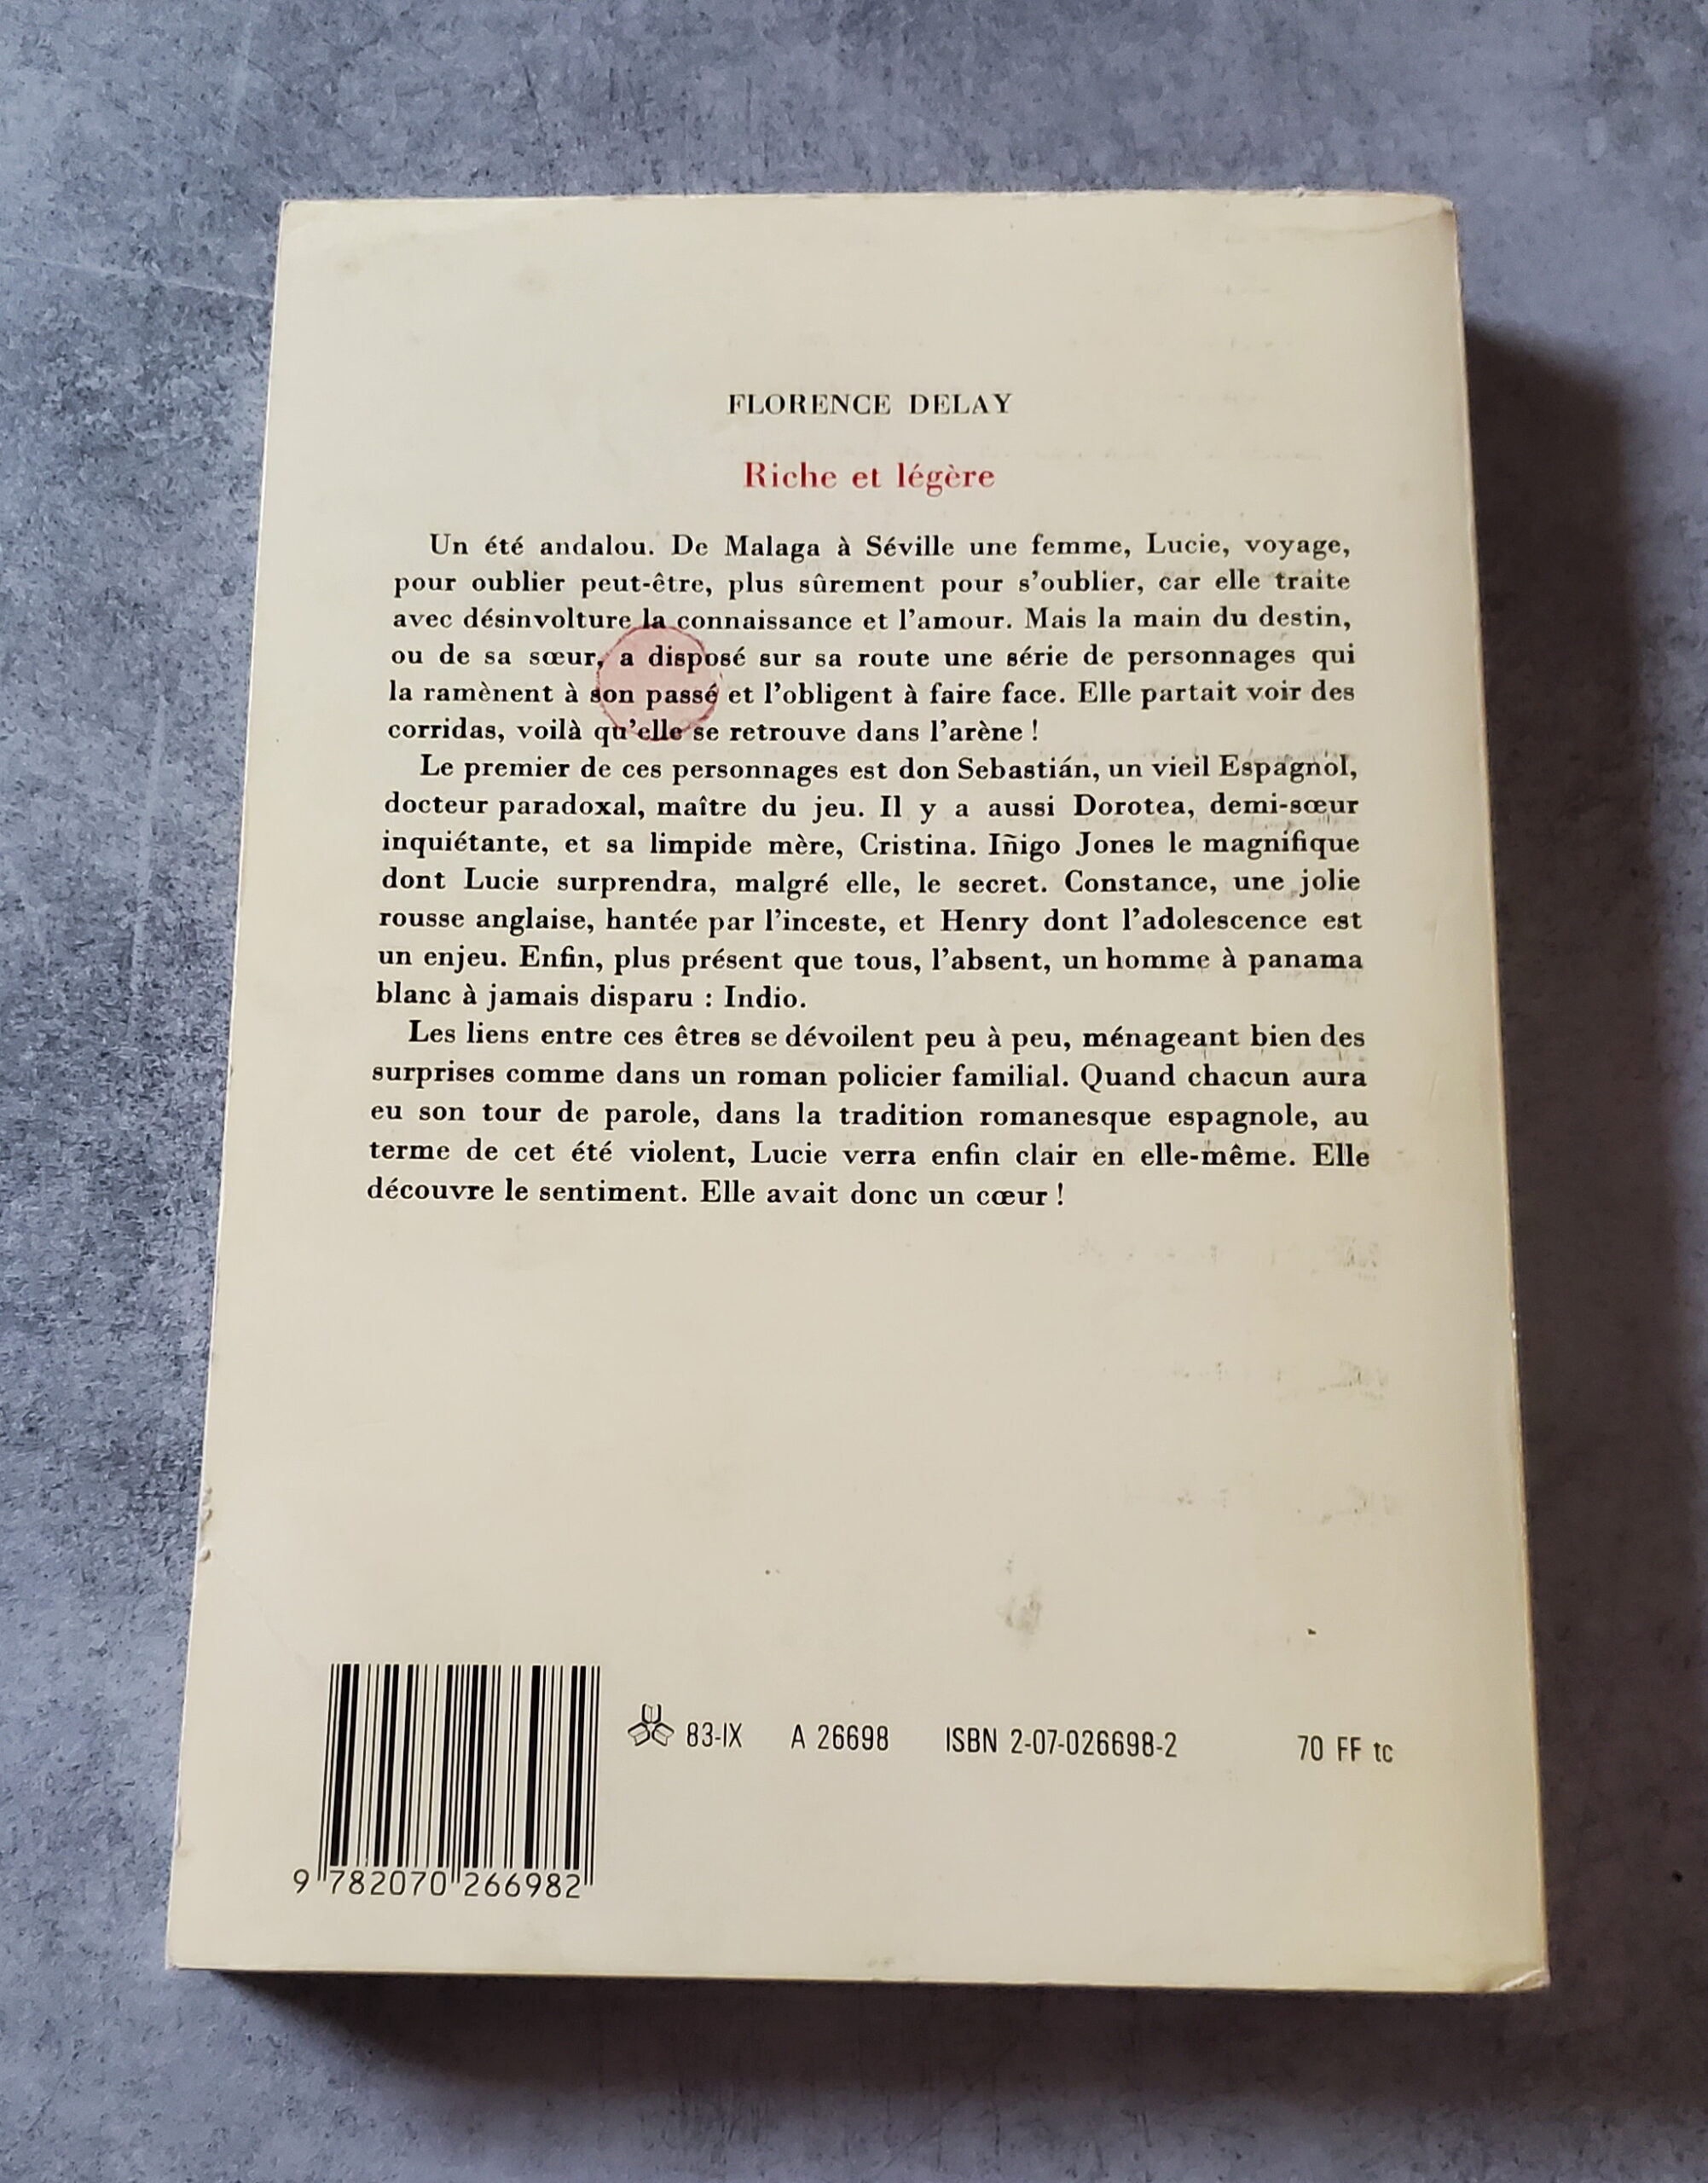 FLORENCE DELAY
Riche et légère
Un été andalou. De Malaga à Séville une femme, Lucie, voyage,
pour oublier peut-être, plus sûrement pour s'oublier, car elle traite
avec désinvolture la connaissance et l'amour. Mais la main du destin,
ou de sa sœur, a disposé sur sa route une série de personnages qui
la ramènent à son passé et l'obligent à faire face. Elle partait voir des
corridas, voilà qu'elle se retrouve dans l'arène !
Le premier de ces personnages est don Sebastián, un vieil Espagnol,
docteur paradoxal, maître du jeu. Il y a aussi Dorotea, demi-sœur
inquiétante, et sa limpide mère, Cristina. Iñigo Jones le magnifique
dont Lucie surprendra, malgré elle, le secret. Constance, une jolie
rousse anglaise, hantée par l'inceste, et Henry dont l'adolescence est
un enjeu. Enfin, plus présent que tous, l'absent, un homme à panama
blanc à jamais disparu : Indio.
Les liens entre ces êtres se dévoilent peu à peu, ménageant bien des
surprises comme dans un roman policier familial. Quand chacun aura
eu son tour de parole, dans la tradition romanesque espagnole, au
terme de cet été violent, Lucie verra enfin clair en elle-même. Elle
découvre le sentiment. Elle avait donc un cœur !
83-IX A 26698 ISBN 2-07-026698-2 70 FF tc
9 782070 266982